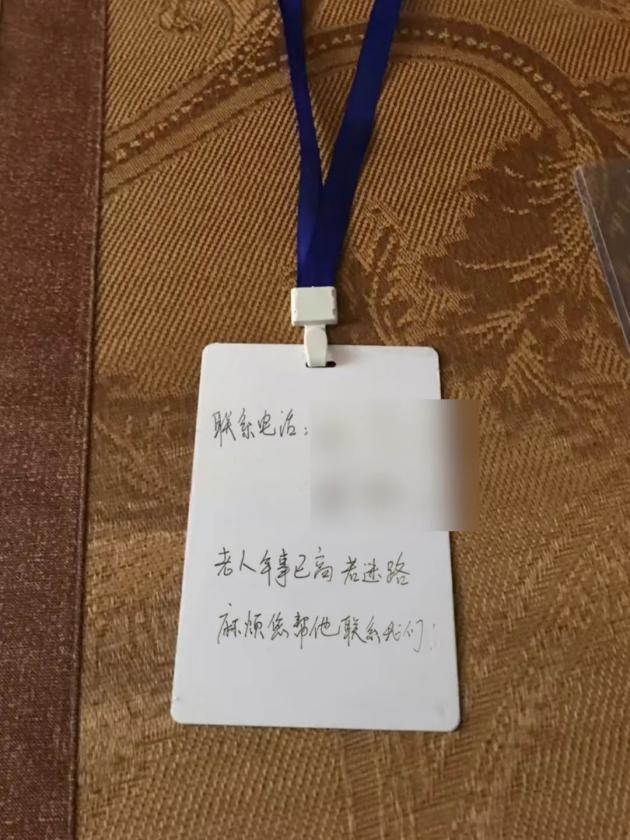 联系电话：
老人年事已高 若迷路
麻烦您帮他联系我们！